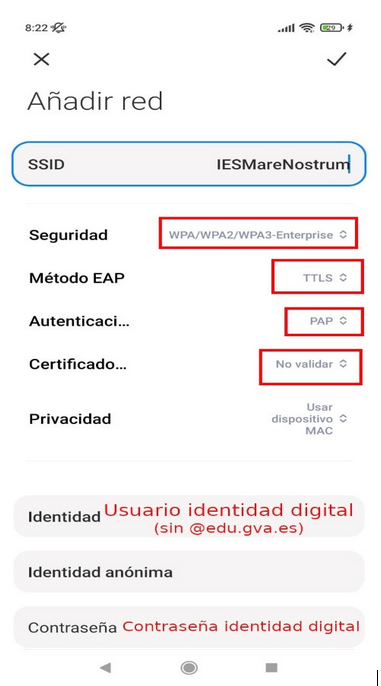 8:22
29
Añadir red
SSID IESMareNostrum
Seguridad WPA/WPA2/WPA3-Enterprise
Método EAP TTLS
Autenticaci... PAP
Certificado... No validar
Privacidad Usar dispositivo MAC
Identidad Usuario identidad digital
(sin @edu.gva.es)
Identidad anónima
Contraseña Contraseña identidad digital